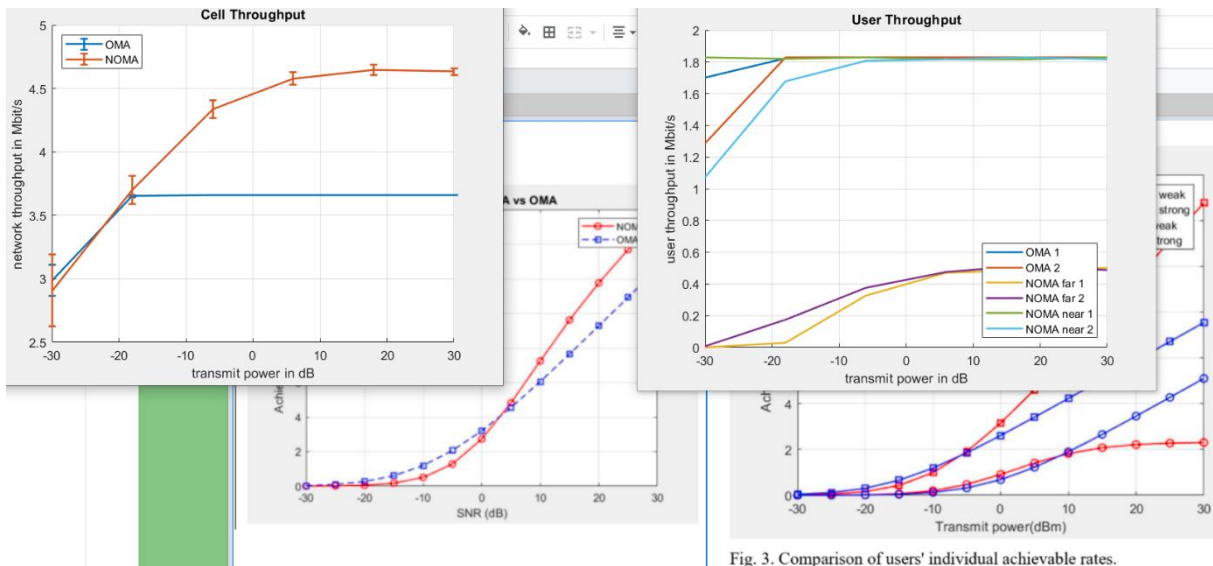 Cell Throughput
5
OMA
NOMA
4.5
4
3.5
3
2.5
network throughput in Mbit/s
-30
-20
-10
0
10
20
30
transmit power in dB
User Throughput
2
1.8
1.6
1.4
1.2
1
0.8
0.6
0.4
0.2
0
user throughput in Mbit/s
OMA 1
OMA 2
NOMA far 1
NOMA far 2
NOMA near 1
NOMA near 2
-30
-20
-10
0
10
20
30
transmit power in dB
vs OMA
4
2
0
-30
-20
-10
0
10
20
30
SNR (dB)
weak
strong
4
2
0
-30
-20
-10
0
10
20
30
Transmit power(dBm)
Fig. 3. Comparison of users' individual achievable rates.